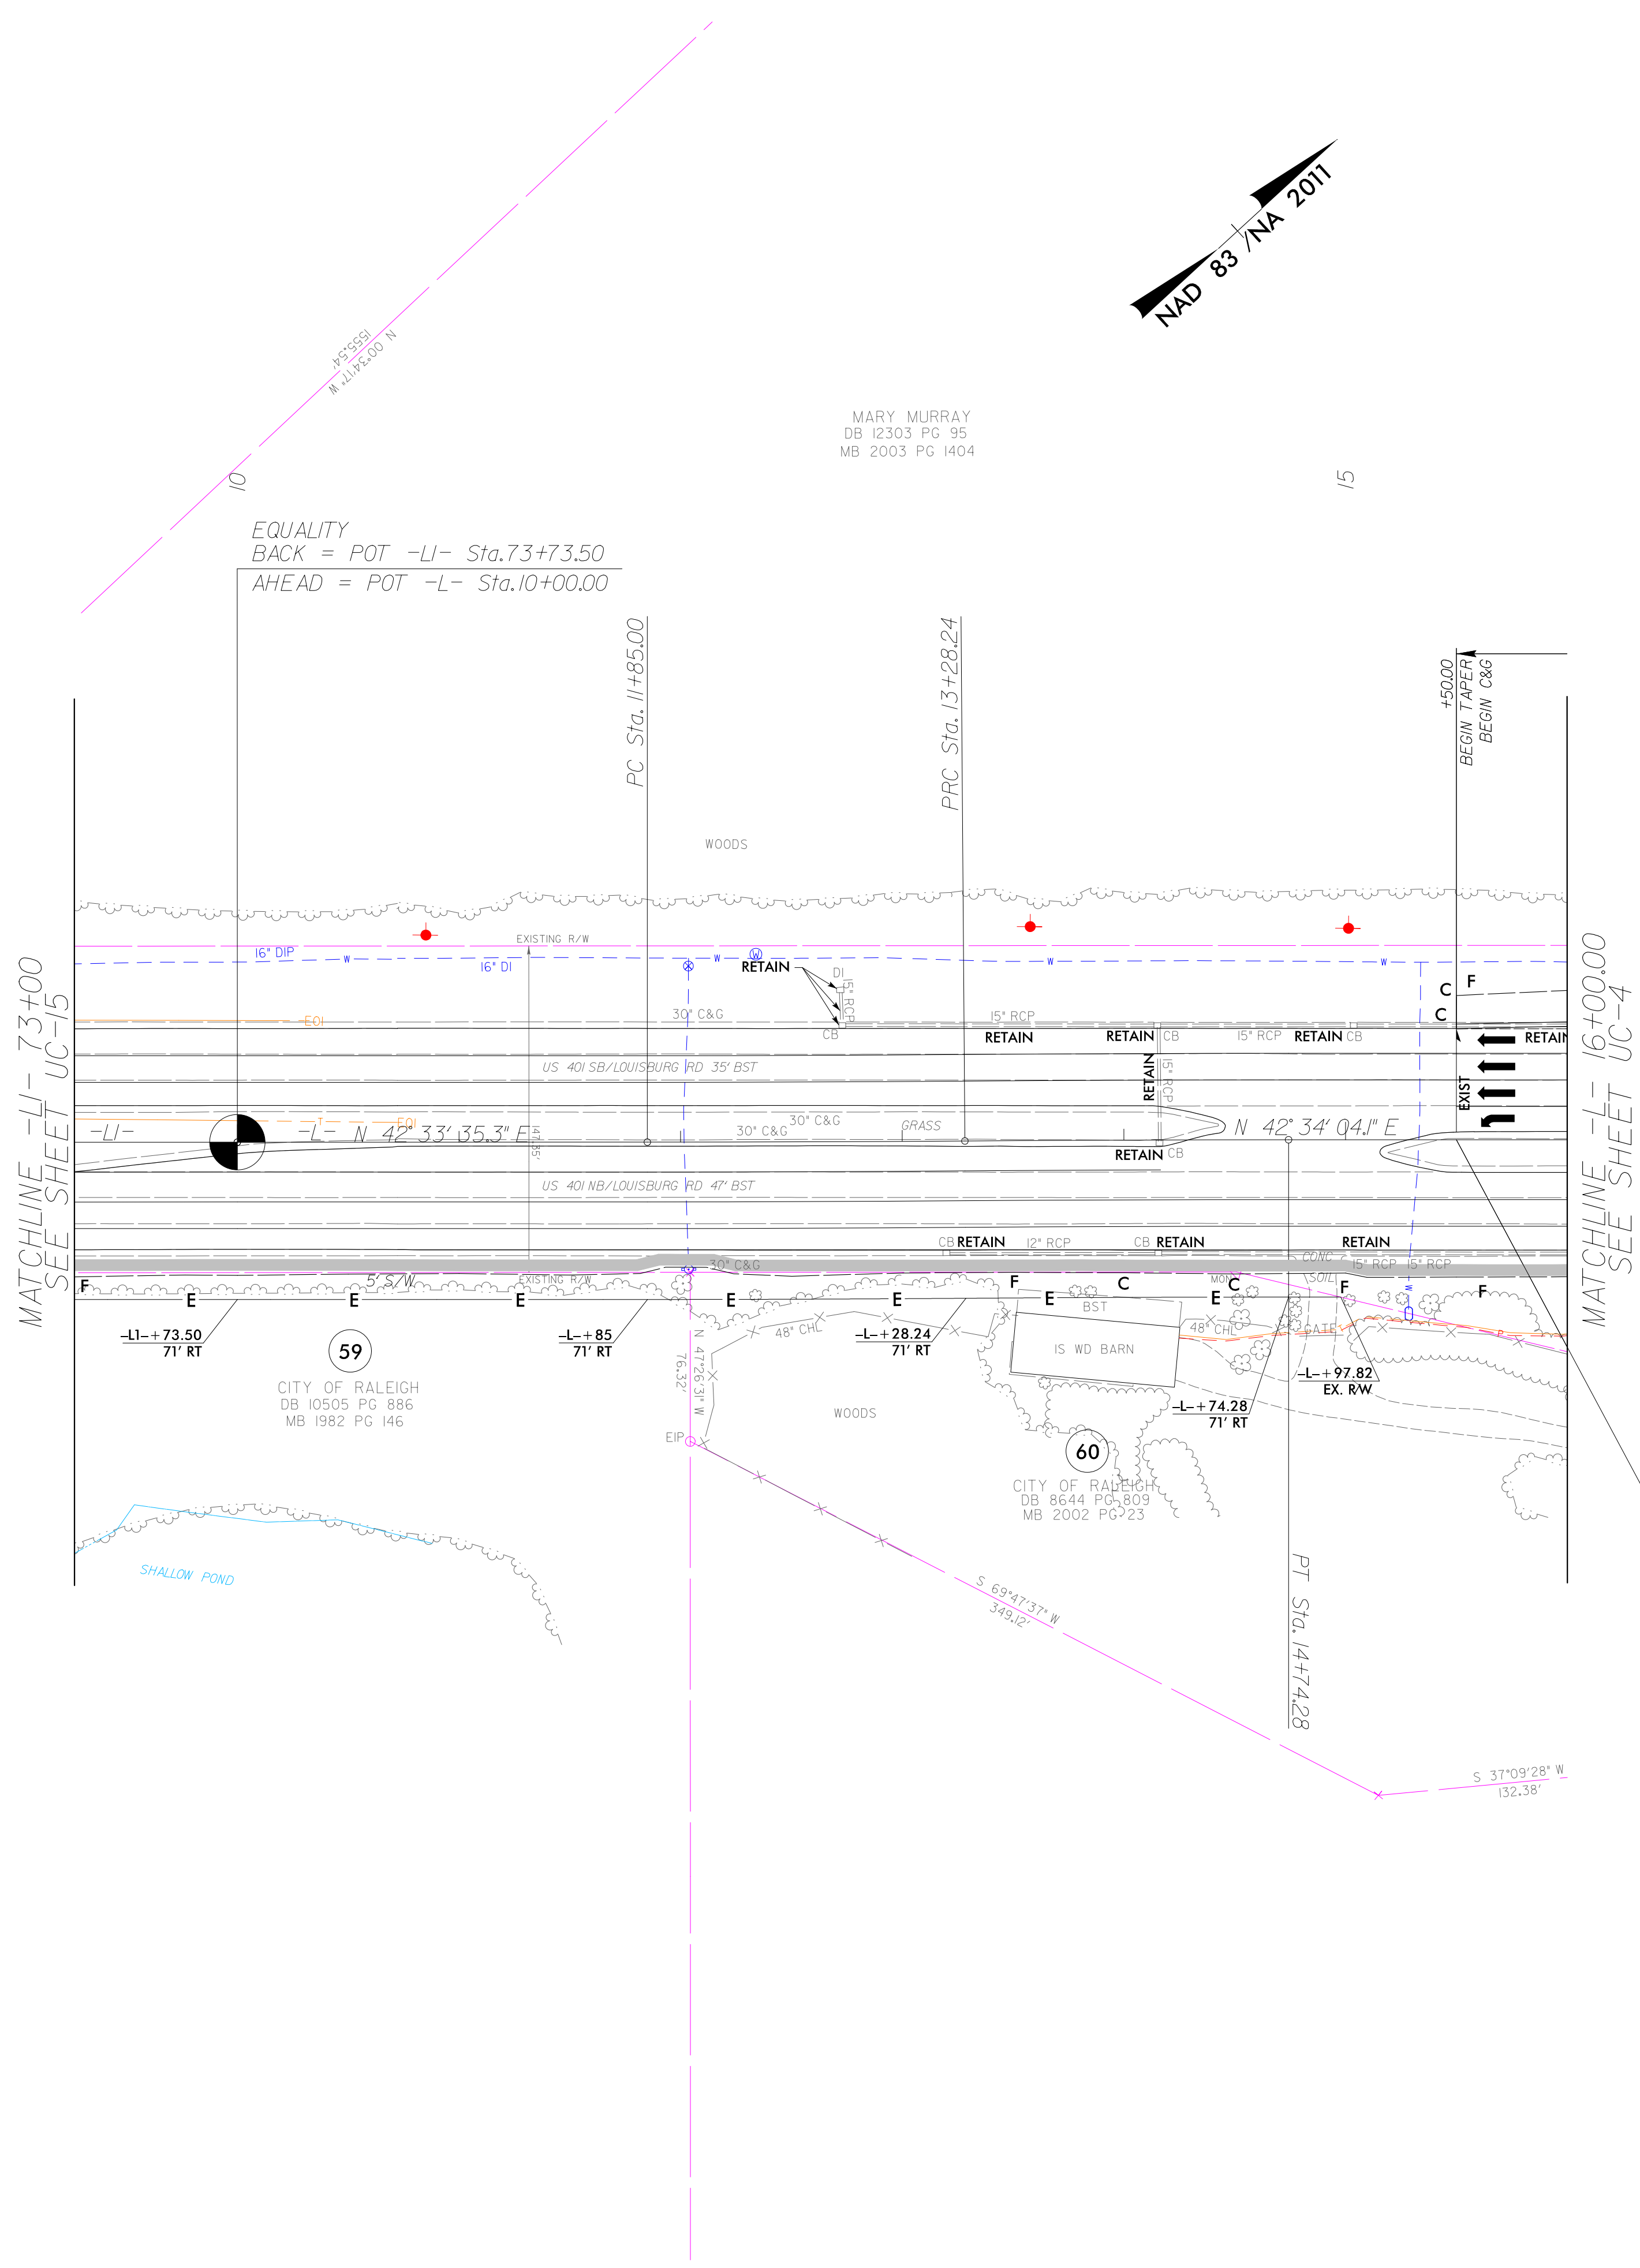 NAD 83 /NA 2011
N 00°34'17" W
1555.54'
MARY MURRAY
DB 12303 PG 95
MB 2003 PG 1404
10
15
EQUALITY
BACK = POT -L1- Sta.73+73.50
AHEAD = POT -L- Sta.10+00.00
PC Sta. 11+85.00
PRC Sta. 13+28.24
+50.00
BEGIN TAPER
BEGIN C&G
WOODS
MATCHLINE -L1- 73+00
SEE SHEET UC-15
MATCHLINE -L- 16+00.00
SEE SHEET UC-4
EXISTING R/W
16" DIP
W
16" DI
W
W
RETAIN
DI
15" RCP
W
W
C
F
C
EOI
30" C&G
CB
15" RCP
RETAIN
RETAIN
CB
15" RCP
RETAIN
CB
RETAIN
US 401 SB/LOUISBURG RD 35' BST
RETAIN
15" RCP
EXIST
T
EOI
-L1-
-L- N 42° 33' 35.3" E
147.35'
30" C&G
30" C&G
GRASS
N 42° 34' 04.1" E
RETAIN
CB
US 401 NB/LOUISBURG RD 47' BST
CB
RETAIN
12" RCP
CB
RETAIN
RETAIN
CONC
15" RCP
15" RCP
30" C&G
5' S/W
EXISTING R/W
F
F
C
MON
C
SOIL
F
F
W
E
E
E
E
E
E
E
BST
-L1-+73.50
71' RT
-L-+85
71' RT
48" CHL
-L-+28.24
71' RT
48" CHL
GATE
P
59
CITY OF RALEIGH
DB 10505 PG 886
MB 1982 PG 146
N 47°26'31" W
76.32'
IS WD BARN
-L-+97.82
EX. R/W
-L-+74.28
71' RT
WOODS
EIP
60
CITY OF RALEIGH
DB 8644 PG 809
MB 2002 PG 23
SHALLOW POND
S 69°47'37" W
349.12'
PT Sta. 14+74.28
S 37°09'28" W
132.38'